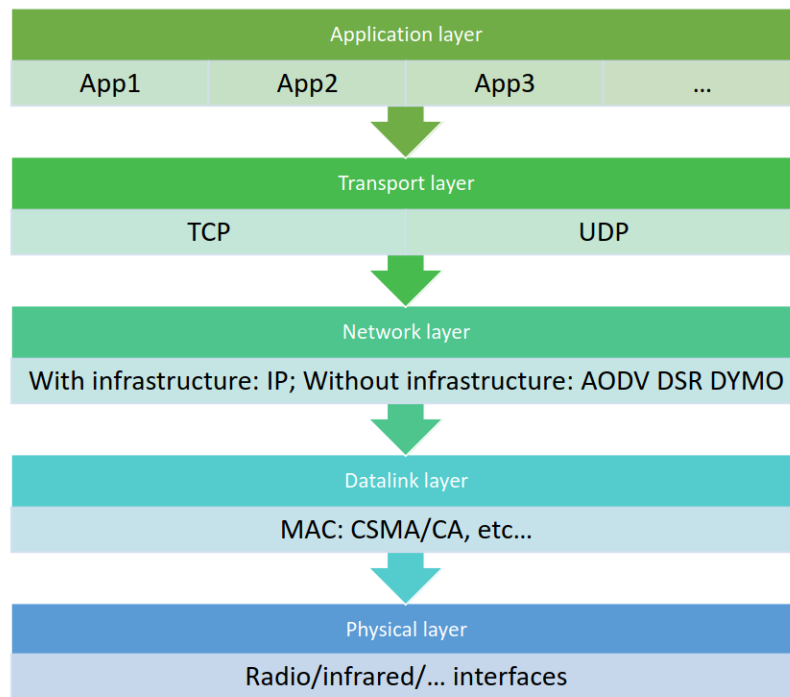 Application layer
App1 App2 App3 ...
Transport layer
TCP UDP
Network layer
With infrastructure: IP; Without infrastructure: AODV DSR DYMO
Datalink layer
MAC: CSMA/CA, etc...
Physical layer
Radio/infrared/... interfaces